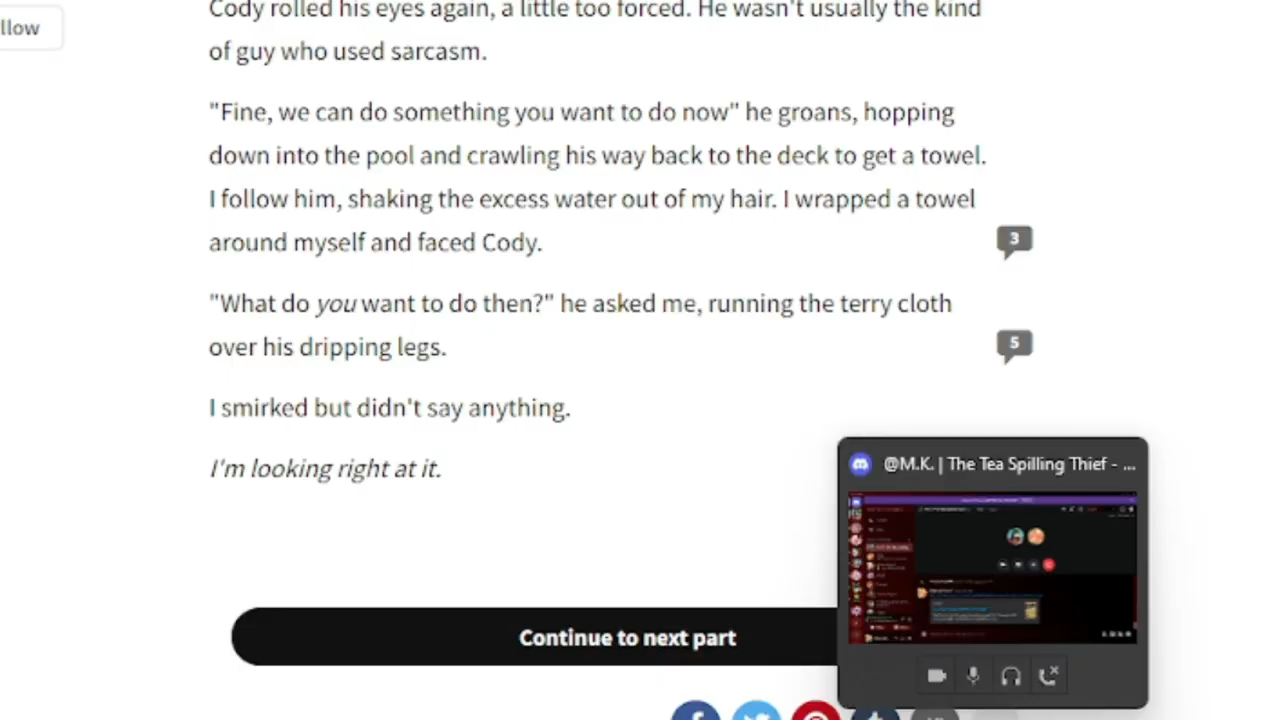 llow
Cody rolled his eyes again, a little too forced. He wasn't usually the kind
of guy who used sarcasm.
"Fine, we can do something you want to do now" he groans, hopping
down into the pool and crawling his way back to the deck to get a towel.
I follow him, shaking the excess water out of my hair. I wrapped a towel
around myself and faced Cody.
3
"What do you want to do then?" he asked me, running the terry cloth
over his dripping legs.
5
I smirked but didn't say anything.
I'm looking right at it.
@M.K. | The Tea Spilling Thief - ...
Continue to next part